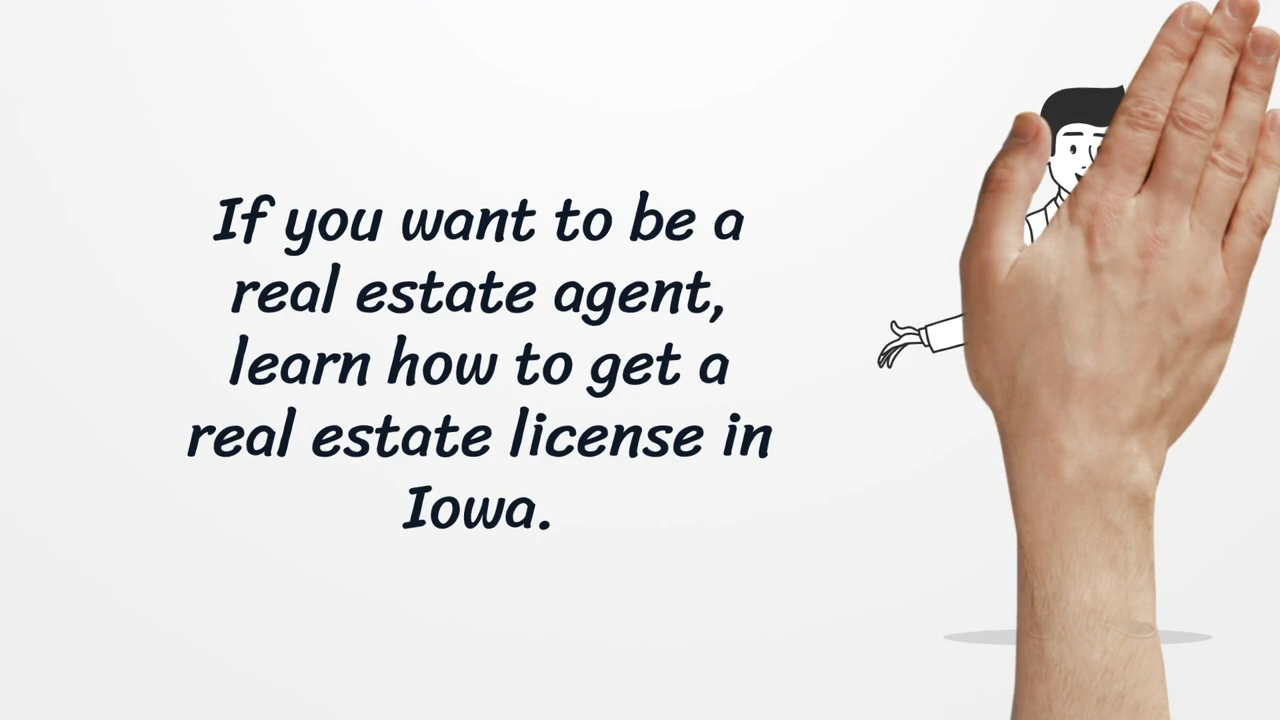 If you want to be a
real estate agent,
learn how to get a
real estate license in
Iowa.